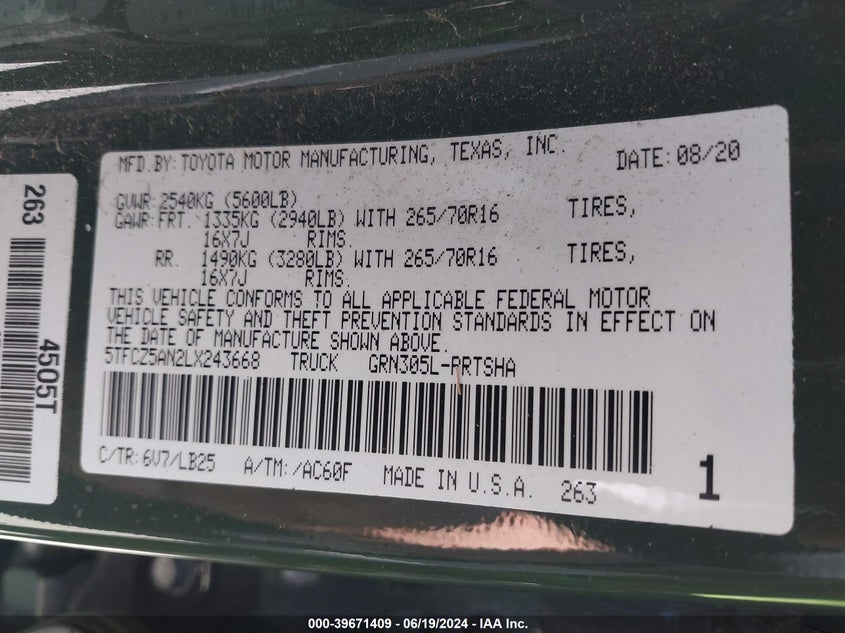 MFD.BY:TOYOTA MOTOR MANUFACTURING, TEXAS, INC. DATE:08/20
GVWR:2540KG (5600LB)
GAWR:FRT. 1335KG (2940LB) WITH 265/70R16 TIRES,
16X7J RIMS.
RR. 1490KG (3280LB) WITH 265/70R16 TIRES,
16X7J RIMS.
THIS VEHICLE CONFORMS TO ALL APPLICABLE FEDERAL MOTOR
VEHICLE SAFETY AND THEFT PREVENTION STANDARDS IN EFFECT ON
THE DATE OF MANUFACTURE SHOWN ABOVE.
5TFCZ5AN2LX243668 TRUCK GRN305L-PRTSHA
C/TR:6V7/LB25 A/TM:/AC60F MADE IN U.S.A. 263 1
263
4505T
000-39671409 - 06/19/2024 - IAA Inc.